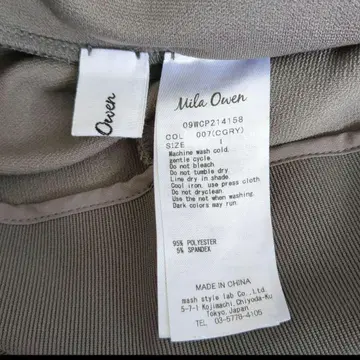 Owen
Mila Owen
09WCP214158
COL 007(CGRY)
SIZE 1
Machine wash cold
gentle cycle.
Do not bleach.
Do not tumble dry
Line dry in shade.
Cool iron, use press cloth.
Do not dryclean.
Use the net when washing.
Dark colors may run.
95% POLYESTER
5% SPANDEX
MADE IN CHINA
mash style lab Co.,Ltd.
5-7-1 Kojimachi, Chiyoda-Ku
Tokyo, Japan
TEL 03-5778-4105